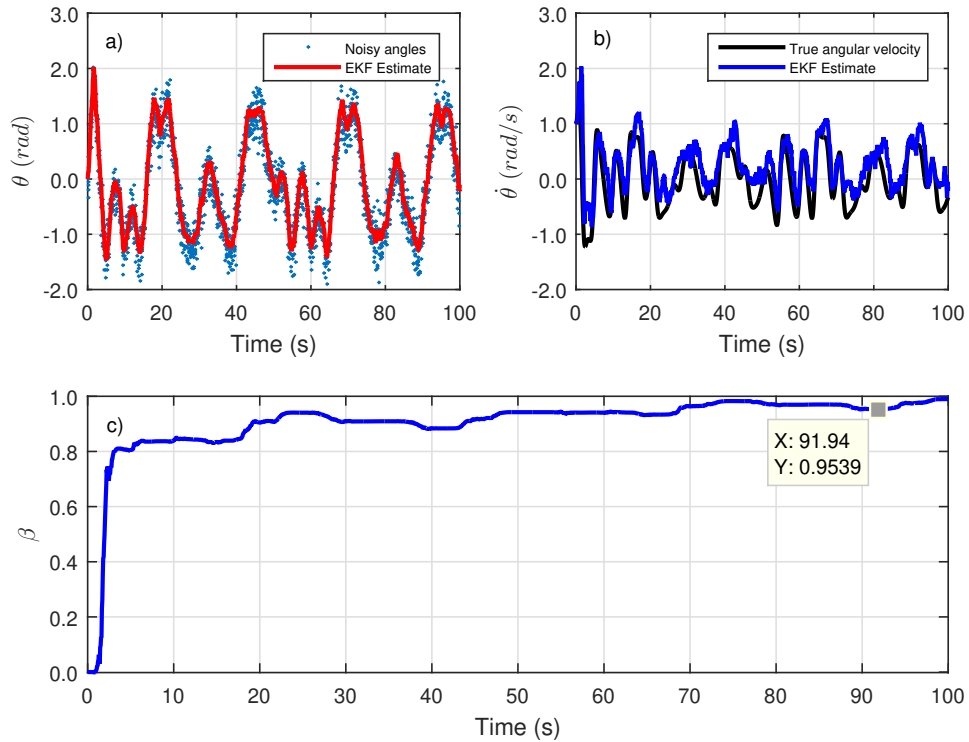 a)
Noisy angles
EKF Estimate
3.0
2.0
1.0
0.0
-1.0
-2.0
θ (rad)
0 20 40 60 80 100
Time (s)
b)
True angular velocity
EKF Estimate
3.0
2.0
1.0
0.0
-1.0
-2.0
θ̇ (rad/s)
0 20 40 60 80 100
Time (s)
c)
1.0
0.8
0.6
0.4
0.2
0.0
β
X: 91.94
Y: 0.9539
0 10 20 30 40 50 60 70 80 90 100
Time (s)